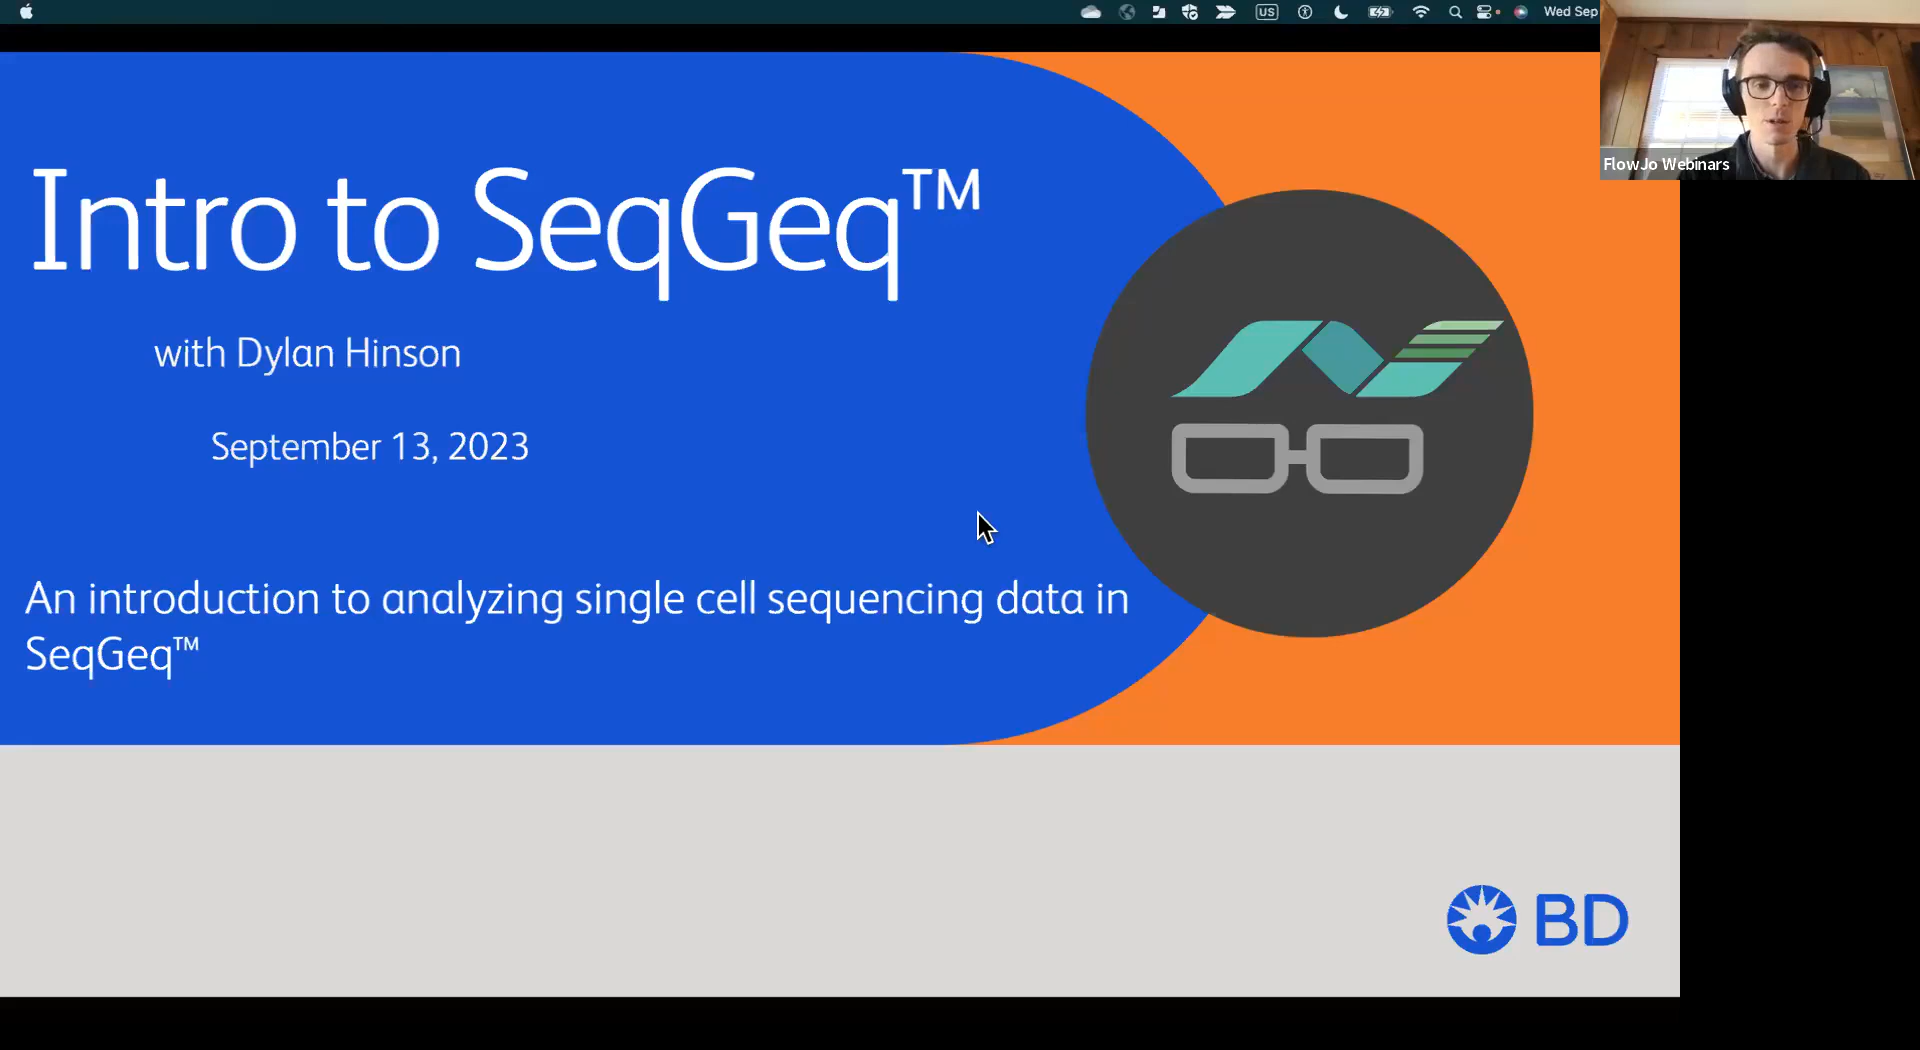 US
Wed Sep
FlowJo Webinars
Intro to SeqGeq™
with Dylan Hinson
September 13, 2023
An introduction to analyzing single cell sequencing data in
SeqGeq™
BD